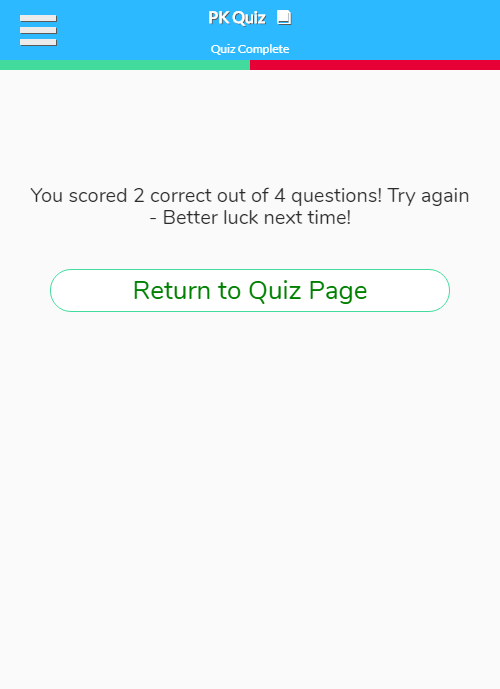 PK Quiz
Quiz Complete
You scored 2 correct out of 4 questions! Try again
- Better luck next time!
Return to Quiz Page